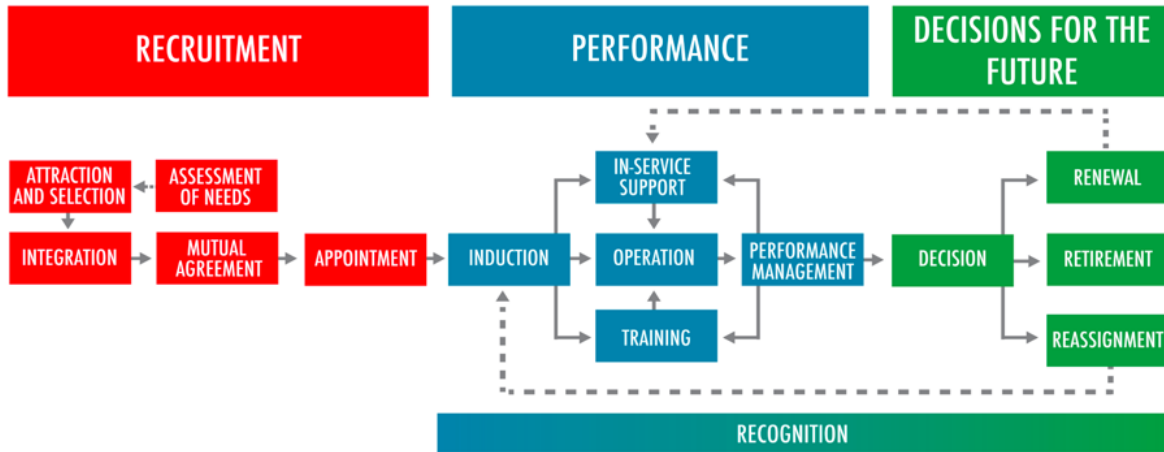 RECRUITMENT
PERFORMANCE
DECISIONS FOR THE
FUTURE
ATTRACTION
AND SELECTION
ASSESSMENT
OF NEEDS
IN-SERVICE
SUPPORT
RENEWAL
INTEGRATION
MUTUAL
AGREEMENT
APPOINTMENT
INDUCTION
OPERATION
PERFORMANCE
MANAGEMENT
DECISION
RETIREMENT
TRAINING
REASSIGNMENT
RECOGNITION